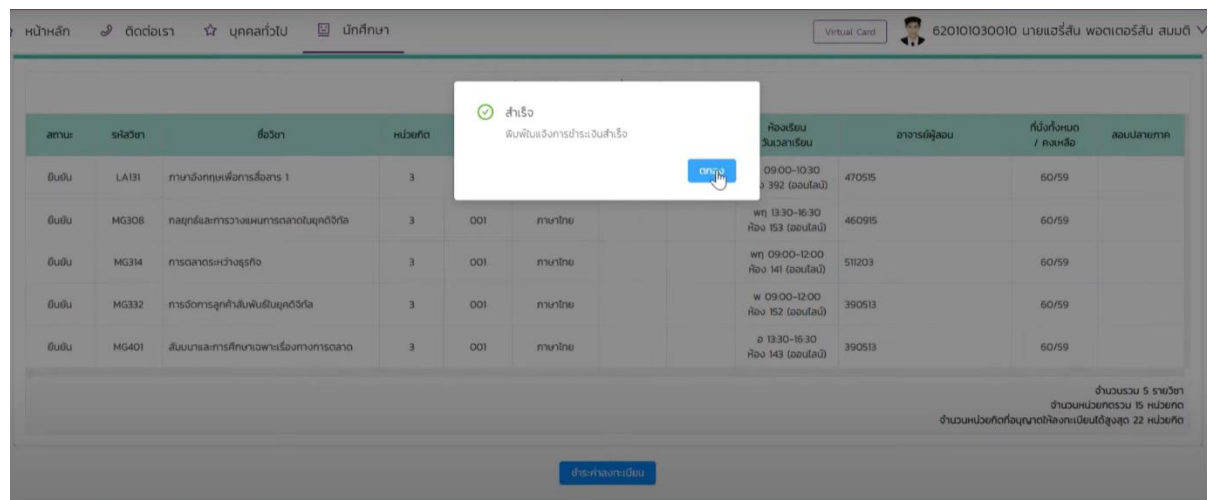 หน้าหลัก ติดต่อเรา บุคคลทั่วไป นักศึกษา Virtual Card 620101030010 นายแฮรี่สัน พอตเตอร์สัน สมมติ
สำเร็จ
พิมพ์ใบแจ้งการชำระเงินสำเร็จ
ตกลง
สถานะ รหัสวิชา ชื่อวิชา หน่วยกิต ห้องเรียน วันเวลาเรียน อาจารย์ผู้สอน ที่นั่งทั้งหมด / คงเหลือ สอบปลายภาค
ยืนยัน LA131 ภาษาอังกฤษเพื่อการสื่อสาร 1 3 09:00-10:30 392 (ออนไลน์) 470515 60/59
ยืนยัน MG308 กลยุทธ์และการวางแผนการตลาดในยุคดิจิทัล 3 001 ภาษาไทย พฤ 13:30-16:30 ห้อง 153 (ออนไลน์) 460915 60/59
ยืนยัน MG314 การตลาดระหว่างธุรกิจ 3 001 ภาษาไทย พฤ 09:00-12:00 ห้อง 141 (ออนไลน์) 511203 60/59
ยืนยัน MG332 การจัดการลูกค้าสัมพันธ์ในยุคดิจิทัล 3 001 ภาษาไทย พ 09:00-12:00 ห้อง 152 (ออนไลน์) 390513 60/59
ยืนยัน MG401 สัมมนาและการศึกษาเฉพาะเรื่องทางการตลาด 3 001 ภาษาไทย อ 13:30-16:30 ห้อง 143 (ออนไลน์) 390513 60/59
จำนวนรวม 5 รายวิชา
จำนวนหน่วยกิตรวม 15 หน่วยกิต
จำนวนหน่วยกิตที่อนุญาตให้ลงทะเบียนได้สูงสุด 22 หน่วยกิต
ชำระค่าลงทะเบียน